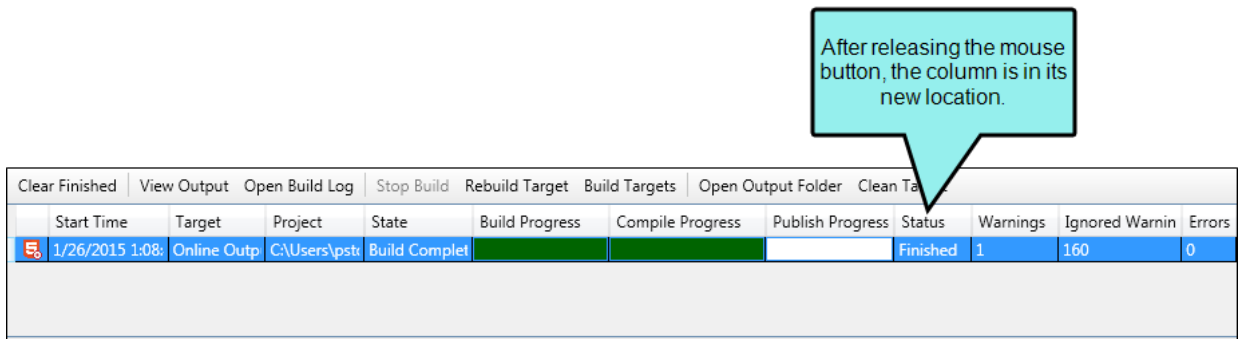 After releasing the mouse
button, the column is in its
new location.
Clear Finished View Output Open Build Log Stop Build Rebuild Target Build Targets Open Output Folder Clean Ta
Start Time Target Project State Build Progress Compile Progress Publish Progress Status Warnings Ignored Warnin Errors
1/26/2015 1:08: Online Outp C:\Users\pst Build Complet Finished 1 160 0